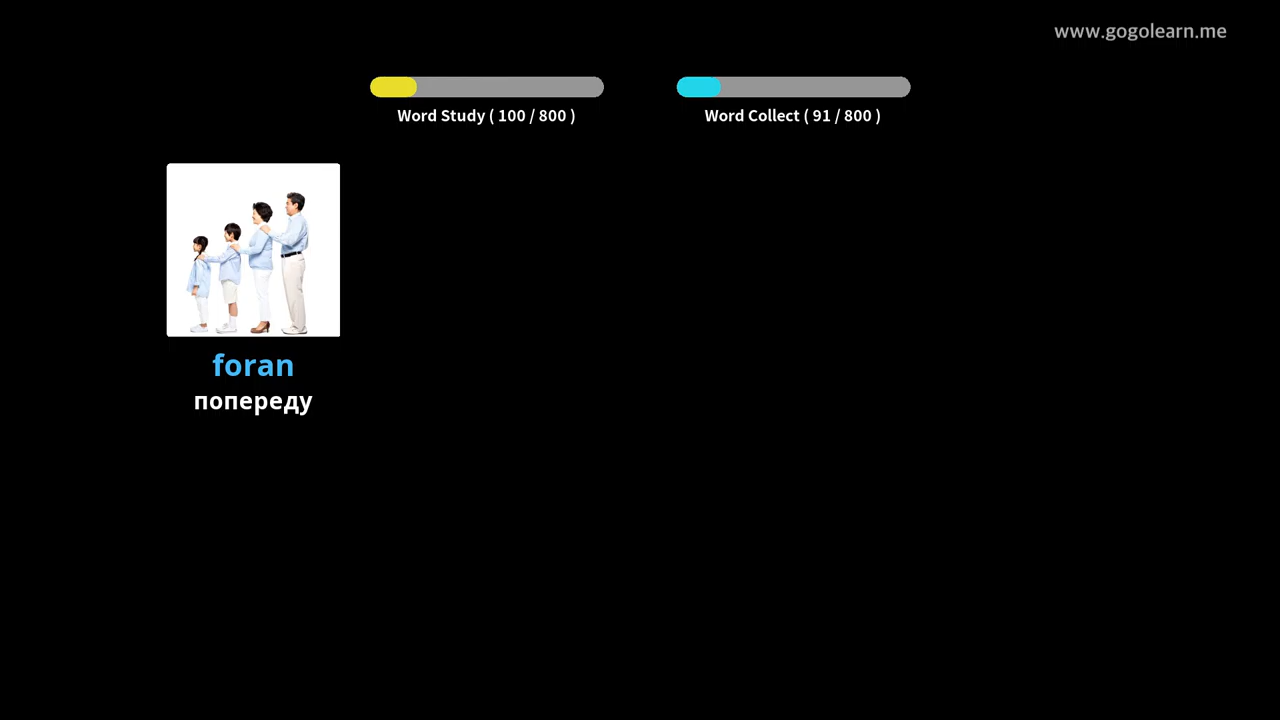 www.gogolearn.me
Word Study ( 100 / 800 )
Word Collect ( 91 / 800 )
foran
попереду